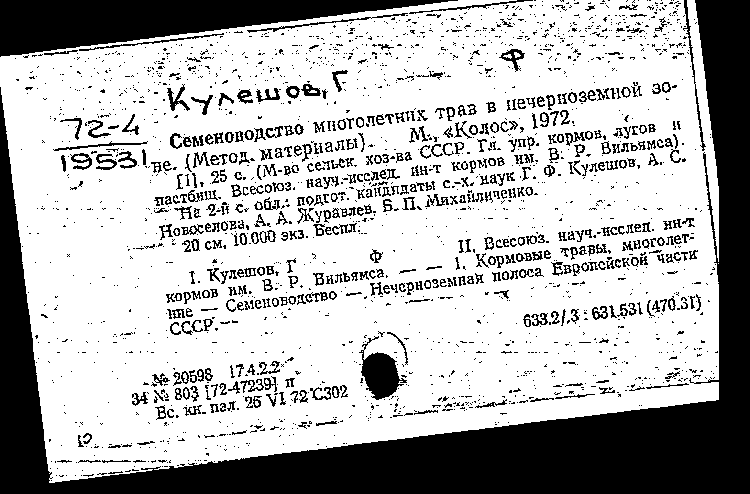 Ф
Кулешов, Г
72-4
19531
Семеноводство многолетних трав в нечерноземной зо-
не. (Метод. материалы). М., «Колос», 1972.
[1], 25 с. (М-во сельск. хоз-ва СССР. Гл. упр. кормов, лугов и
пастбищ. Всесоюз. науч.-исслед. ин-т кормов им. В. Р. Вильямса).
На 2-й с. обл.: подгот. кандидаты с.-х. наук Г. Ф. Кулешов, А. С.
Новоселова, А. А. Журавлев, Б. П. Михайличенко.
20 см, 10.000 экз. Беспл.
I. Кулешов, Г Ф II. Всесоюз. науч.-исслед. ин-т
кормов им. В. Р. Вильямса. — — 1. Кормовые травы, многолет-
ние — Семеноводство — Нечерноземная полоса Европейской части
СССР. —
633.2/.3 : 631.531 (470.31)
№ 20598 17.4.2.2
34 № 803 [72-47239] п
Вс. кн. пал. 26 VI 72 С302